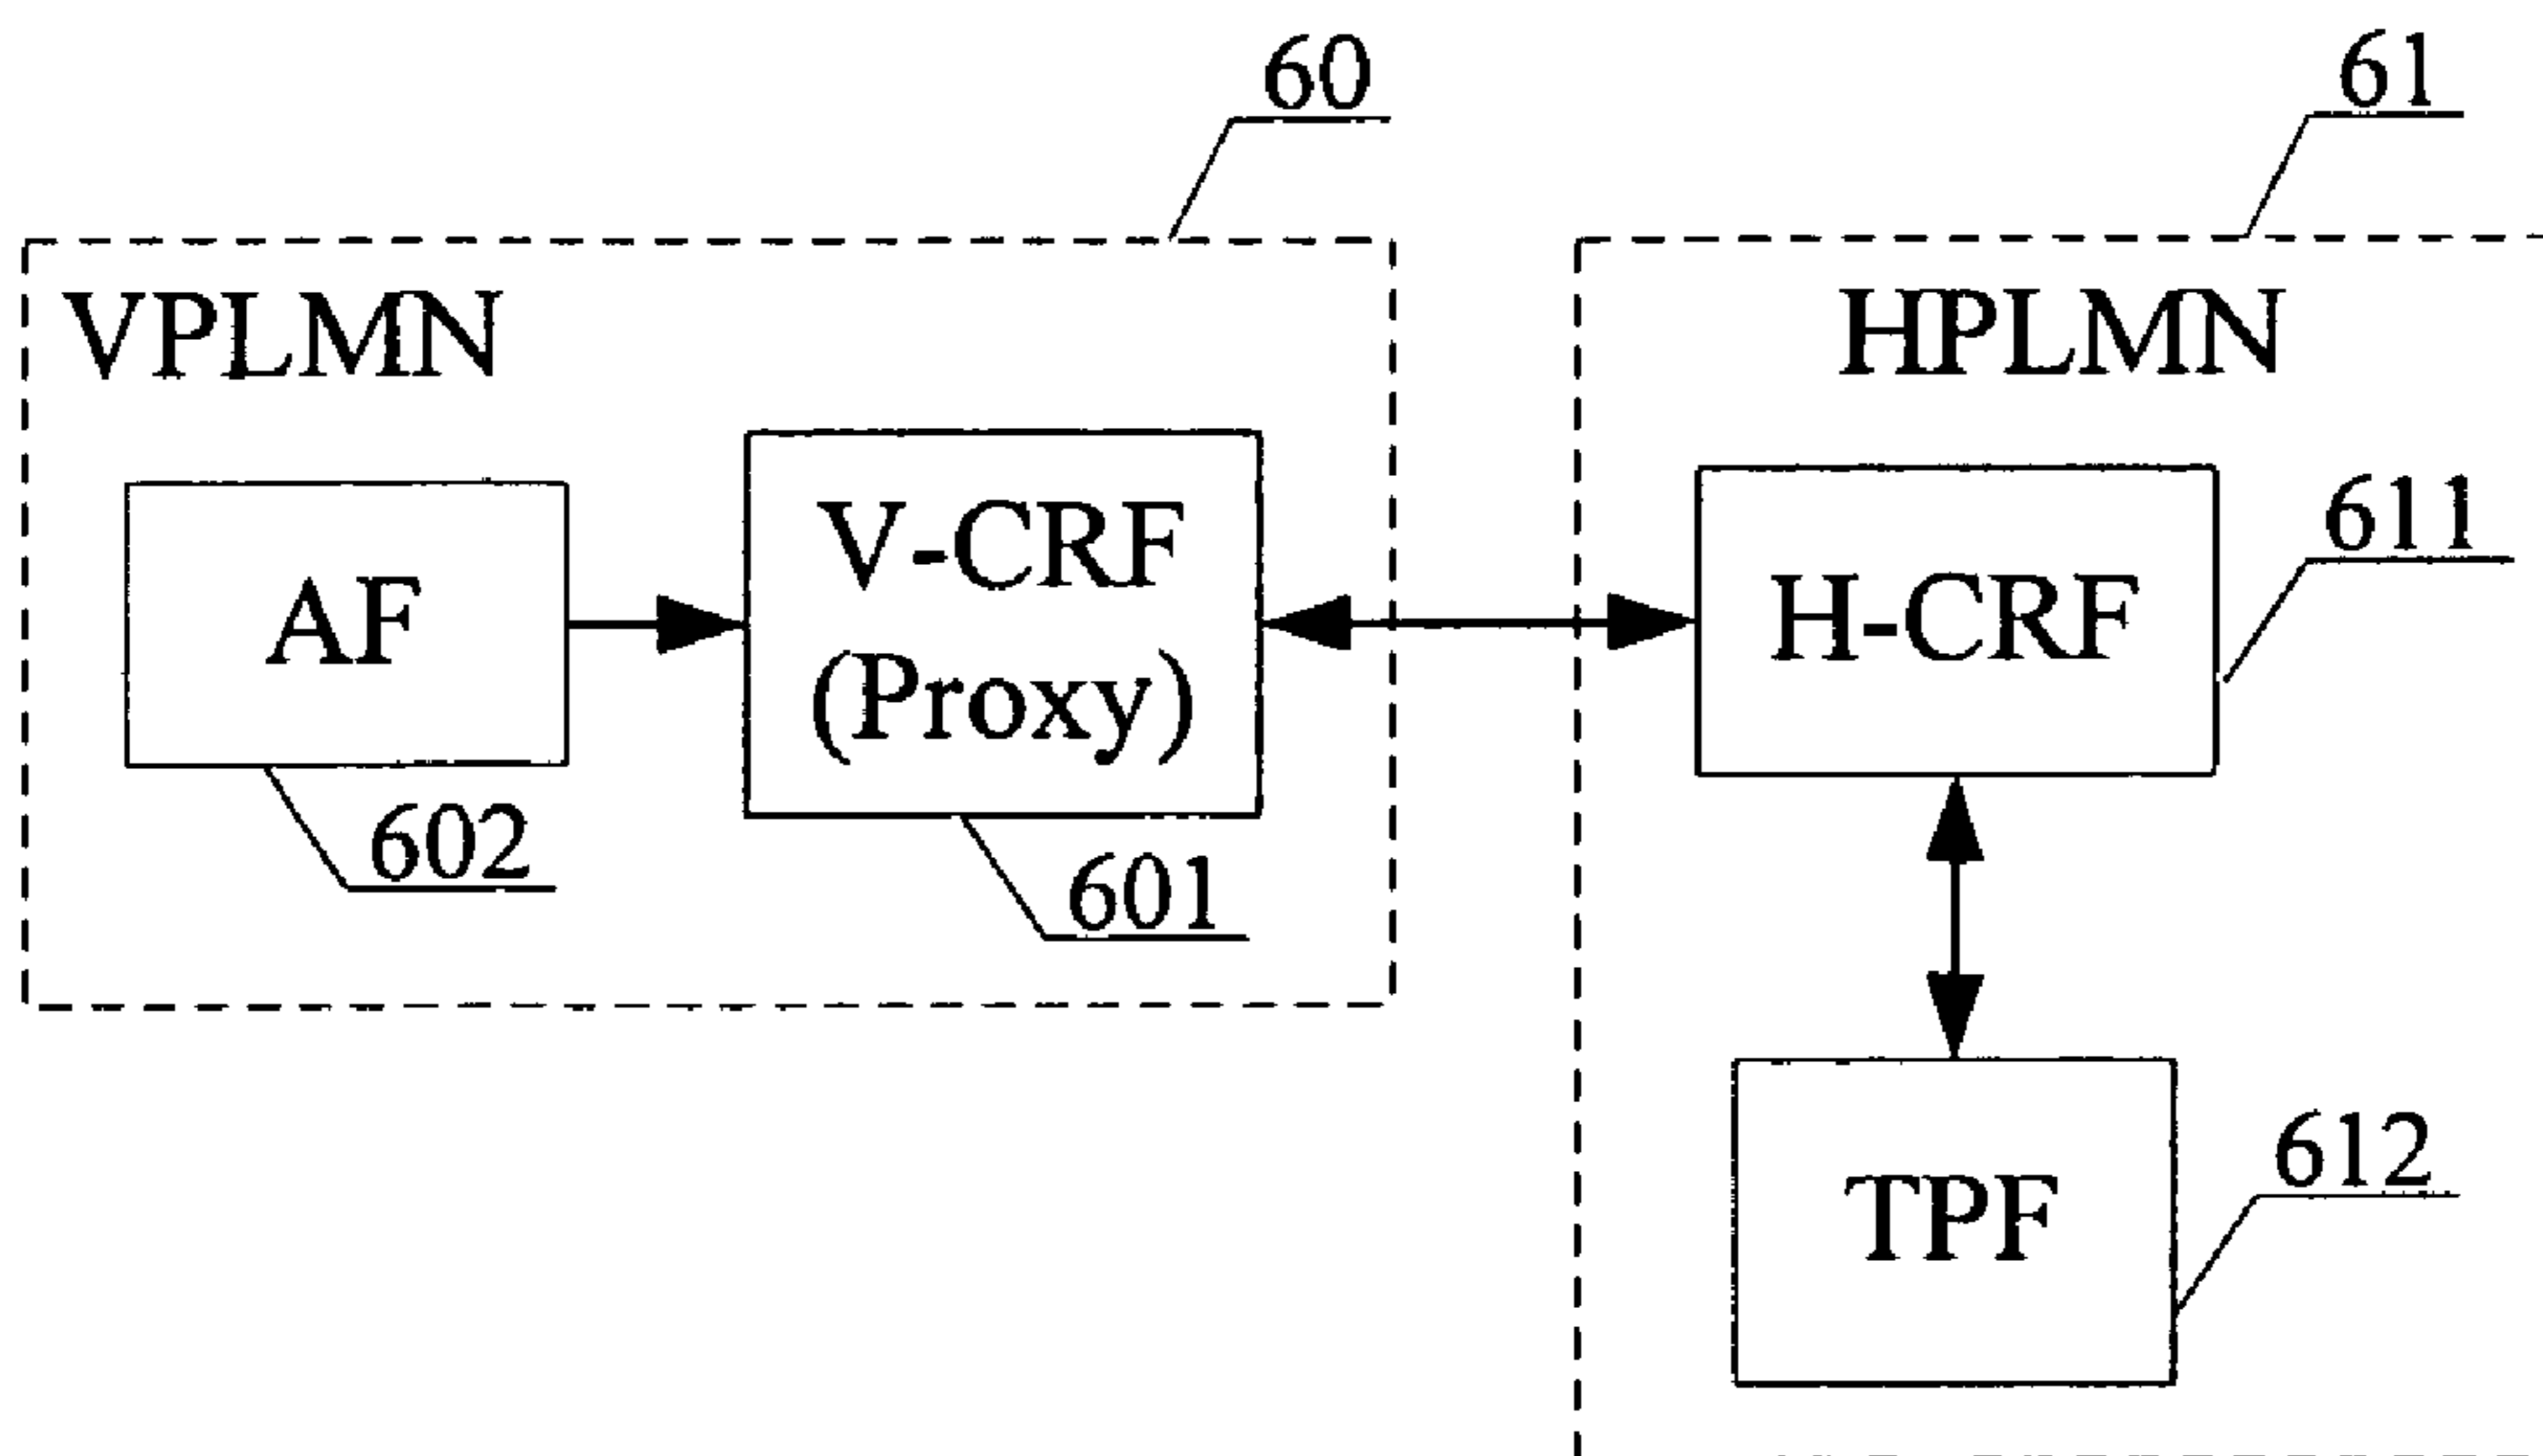 60
61
VPLMN
HPLMN
AF
V-CRF
(Proxy)
H-CRF
611
602
601
TPF
612